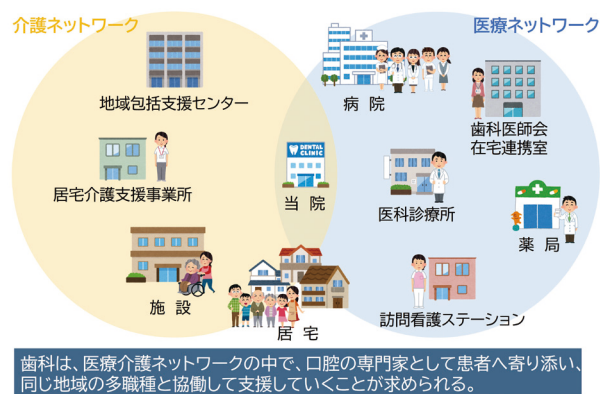 介護ネットワーク
医療ネットワーク
地域包括支援センター
病 院
歯科医師会
在宅連携室
DENTAL
CLINIC
居宅介護支援事業所
当 院
医科診療所
薬 局
施 設
居 宅
訪問看護ステーション
歯科は、医療介護ネットワークの中で、口腔の専門家として患者へ寄り添い、
同じ地域の多職種と協働して支援していくことが求められる。